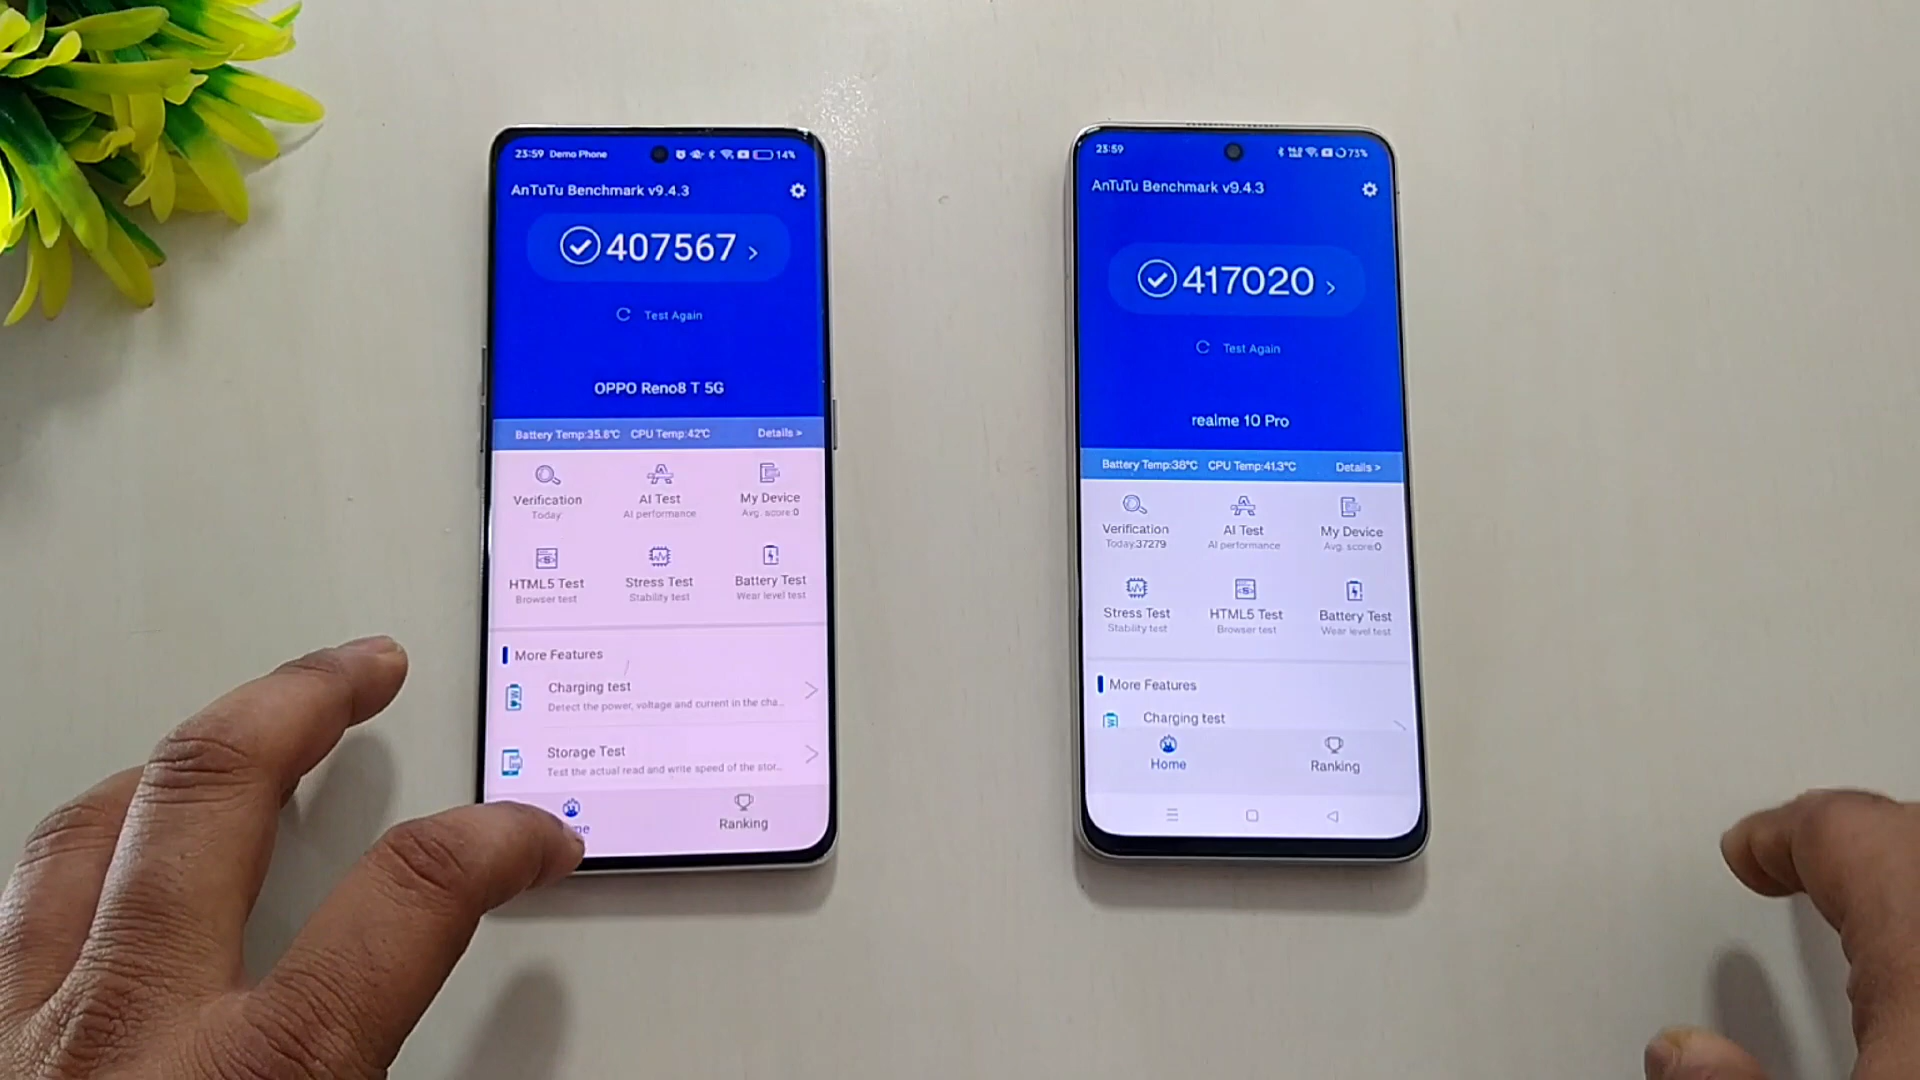 23:59 Demo Phone 14%
AnTuTu Benchmark v9.4.3
407567 >
Test Again
OPPO Reno8 T 5G
Battery Temp:35.8°C CPU Temp:42°C Details >
Verification AI Test My Device
Today AI performance Avg. score:0
HTML5 Test Stress Test Battery Test
Browser test Stability test Wear level test
More Features
Charging test
Detect the power, voltage and current in the cha...
Storage Test
Test the actual read and write speed of the stor...
me Ranking
23:59 73%
AnTuTu Benchmark v9.4.3
417020 >
Test Again
realme 10 Pro
Battery Temp:38°C CPU Temp:41.3°C Details >
Verification AI Test My Device
Today:37279 AI performance Avg. score:0
Stress Test HTML5 Test Battery Test
Stability test Browser test Wear level test
More Features
Charging test
Home Ranking